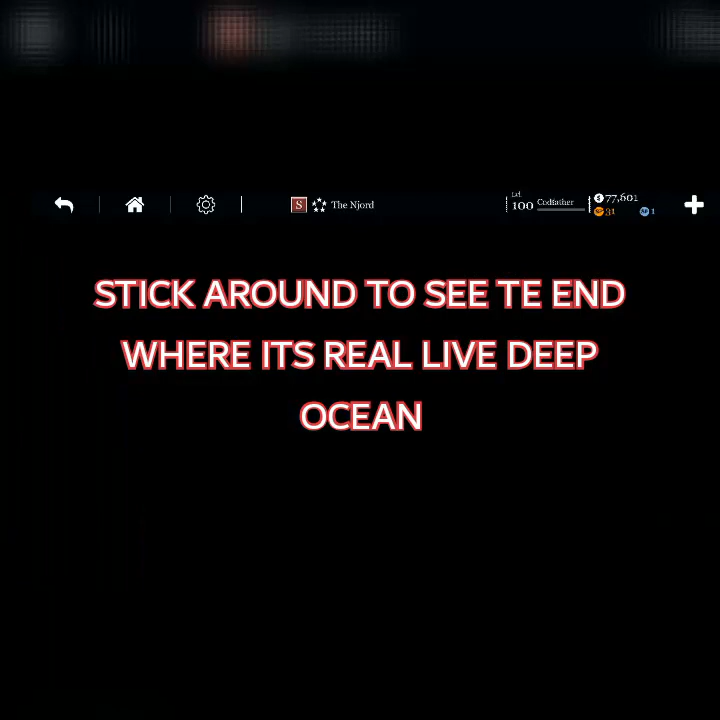 S The Njord
Lvl
100 Codfather
$ 77,601
31 1
STICK AROUND TO SEE TE END
WHERE ITS REAL LIVE DEEP
OCEAN